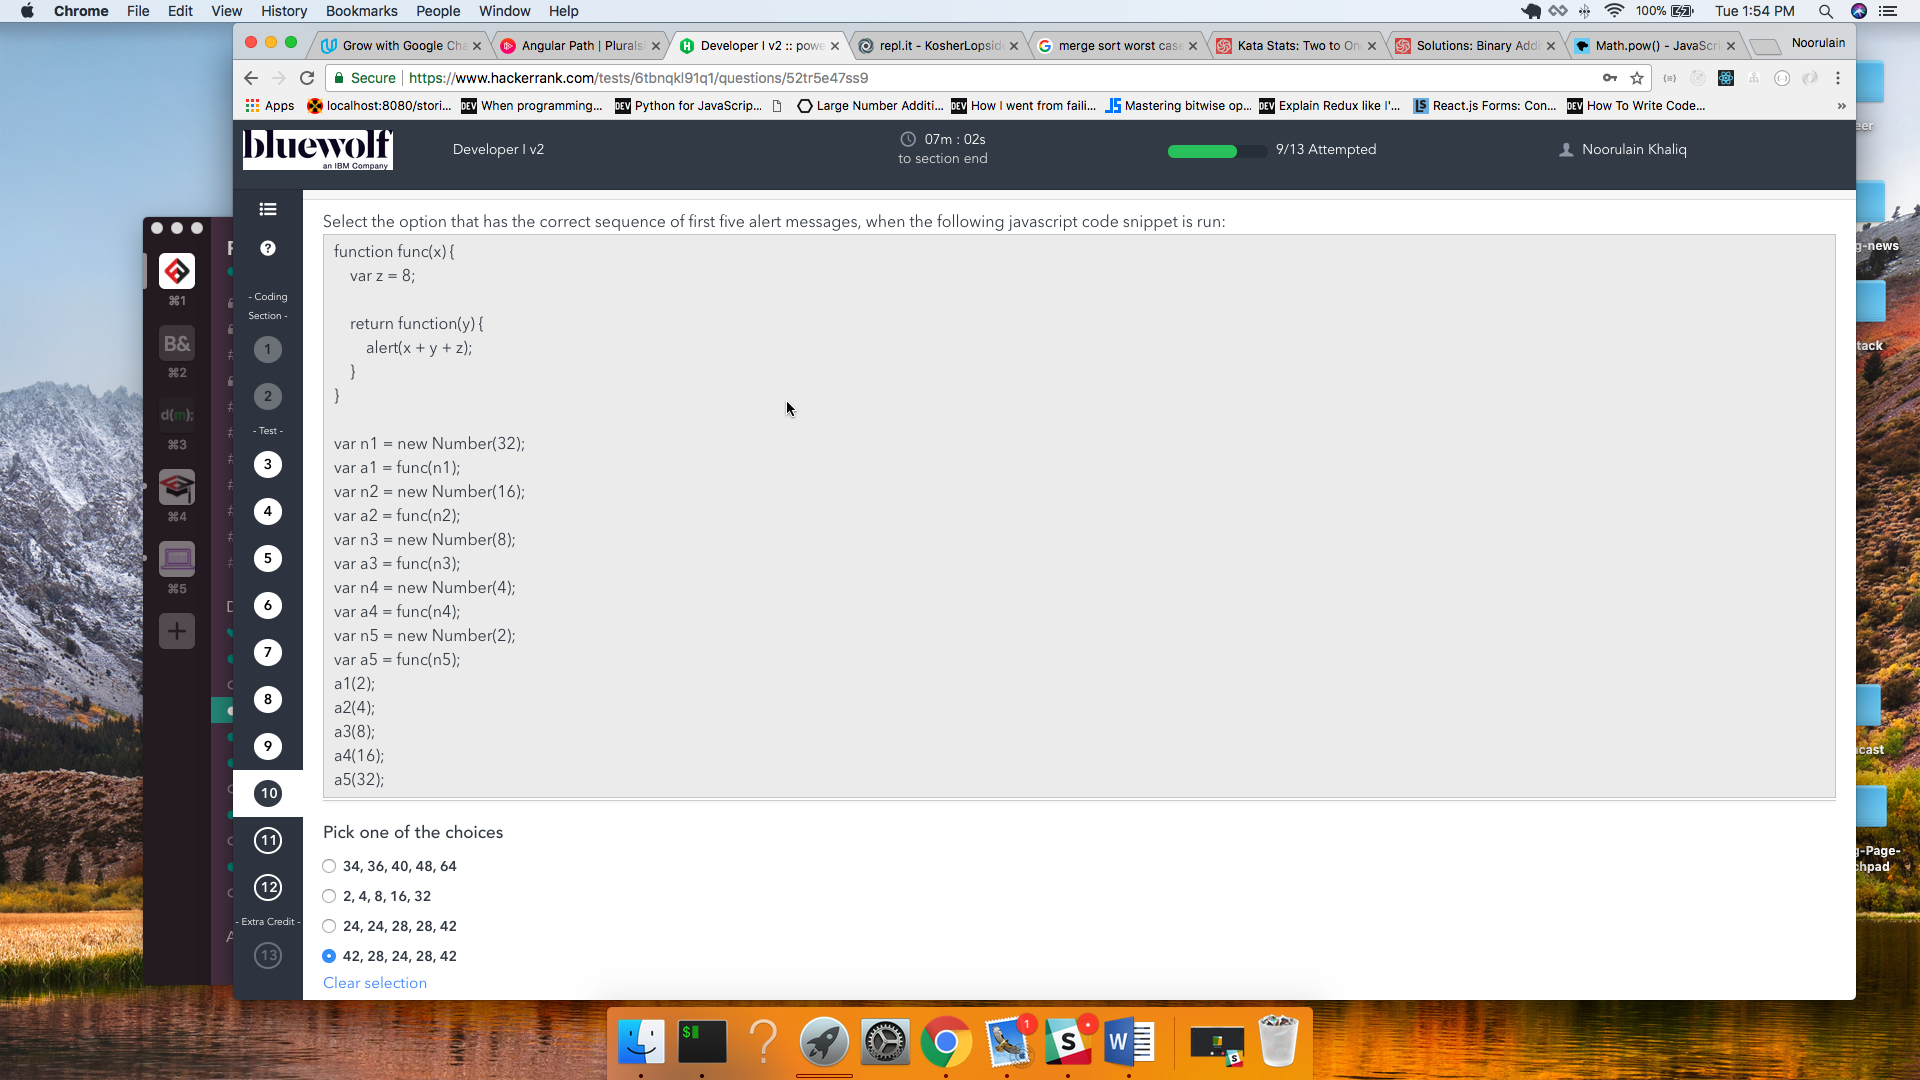 Chrome File Edit View History Bookmarks People Window Help
100% Tue 1:54 PM
Grow with Google Cha
Angular Path | Plurals
Developer I v2 :: powe
repl.it - KosherLopsid
merge sort worst case
Kata Stats: Two to On
Solutions: Binary Addi
Math.pow() - JavaScri
Noorulain
Secure https://www.hackerrank.com/tests/6tbnqkl91q1/questions/52tr5e47ss9
Apps localhost:8080/stori... DEV When programming... DEV Python for JavaScrip... Large Number Additi... DEV How I went from faili... JS Mastering bitwise op... DEV Explain Redux like I'... LS React.js Forms: Con... DEV How To Write Code... »
bluewolf
an IBM Company
Developer I v2
07m : 02s
to section end
9/13 Attempted
Noorulain Khaliq
- Coding
Section -
1
2
- Test -
3
4
5
6
7
8
9
10
11
12
- Extra Credit -
13
Select the option that has the correct sequence of first five alert messages, when the following javascript code snippet is run:
function func(x) {
var z = 8;
return function(y) {
alert(x + y + z);
}
}
var n1 = new Number(32);
var a1 = func(n1);
var n2 = new Number(16);
var a2 = func(n2);
var n3 = new Number(8);
var a3 = func(n3);
var n4 = new Number(4);
var a4 = func(n4);
var n5 = new Number(2);
var a5 = func(n5);
a1(2);
a2(4);
a3(8);
a4(16);
a5(32);
Pick one of the choices
34, 36, 40, 48, 64
2, 4, 8, 16, 32
24, 24, 28, 28, 42
42, 28, 24, 28, 42
Clear selection
⌘1
B&
⌘2
d(m);
⌘3
⌘4
⌘5
eer
g-news
tack
cast
g-Page-
chpad
$
1
S
W
S